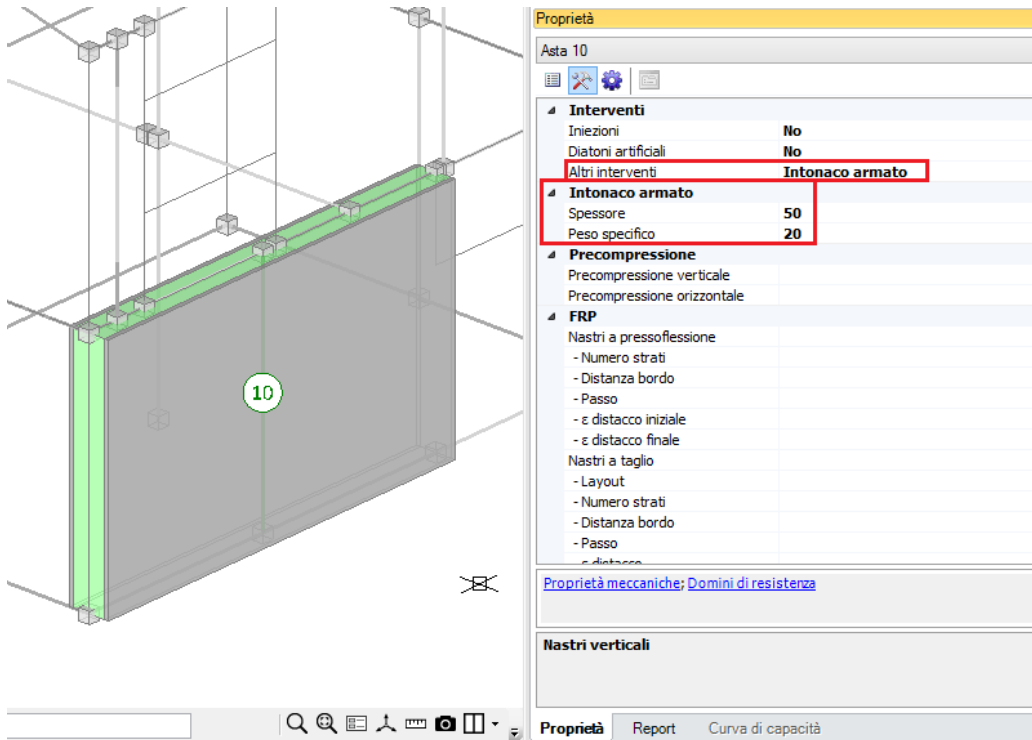 Proprietà
Asta 10
Interventi
Iniezioni No
Diatoni artificiali No
Altri interventi Intonaco armato
Intonaco armato
Spessore 50
Peso specifico 20
Precompressione
Precompressione verticale
Precompressione orizzontale
FRP
Nastri a pressoflessione
- Numero strati
- Distanza bordo
- Passo
- ε distacco iniziale
- ε distacco finale
Nastri a taglio
- Layout
- Numero strati
- Distanza bordo
- Passo
- ε distacco
Proprietà meccaniche; Domini di resistenza
Nastri verticali
Proprietà Report Curva di capacità
10